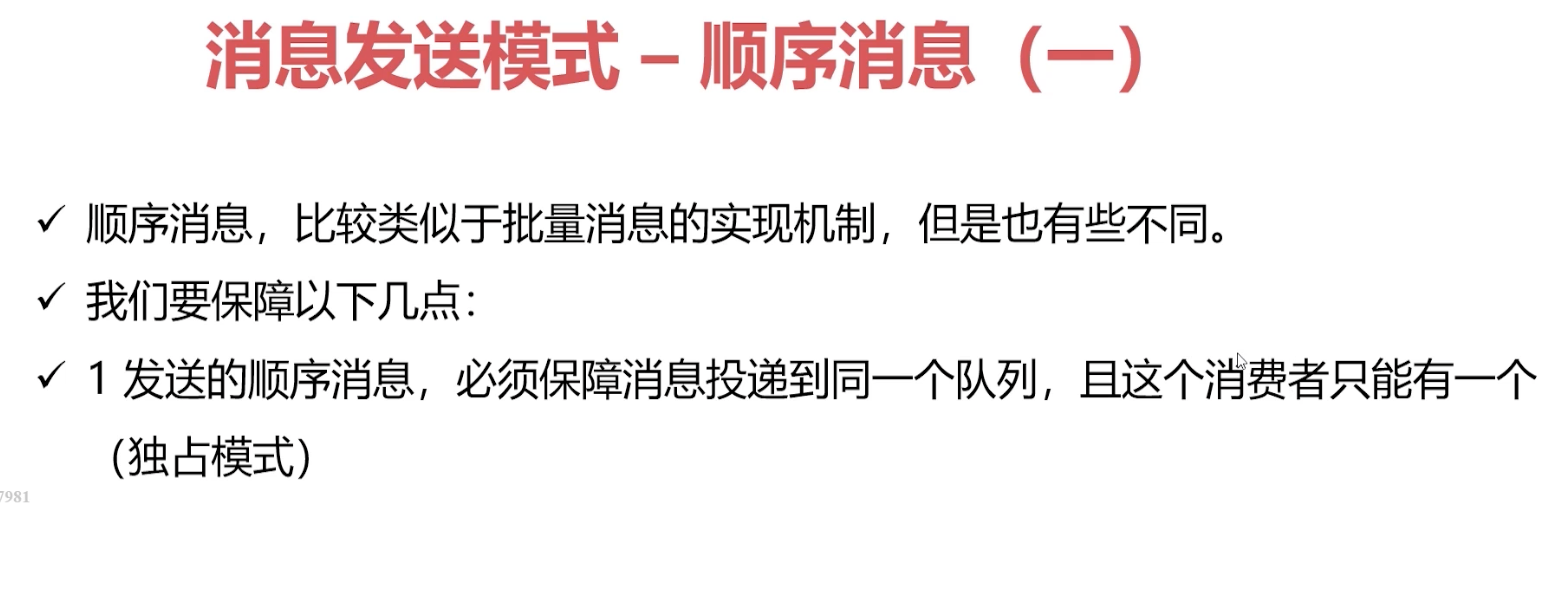 消息发送模式 – 顺序消息（一）
✓ 顺序消息，比较类似于批量消息的实现机制，但是也有些不同。
✓ 我们要保障以下几点：
✓ 1 发送的顺序消息，必须保障消息投递到同一个队列，且这个消费者只能有一个
（独占模式）
7981